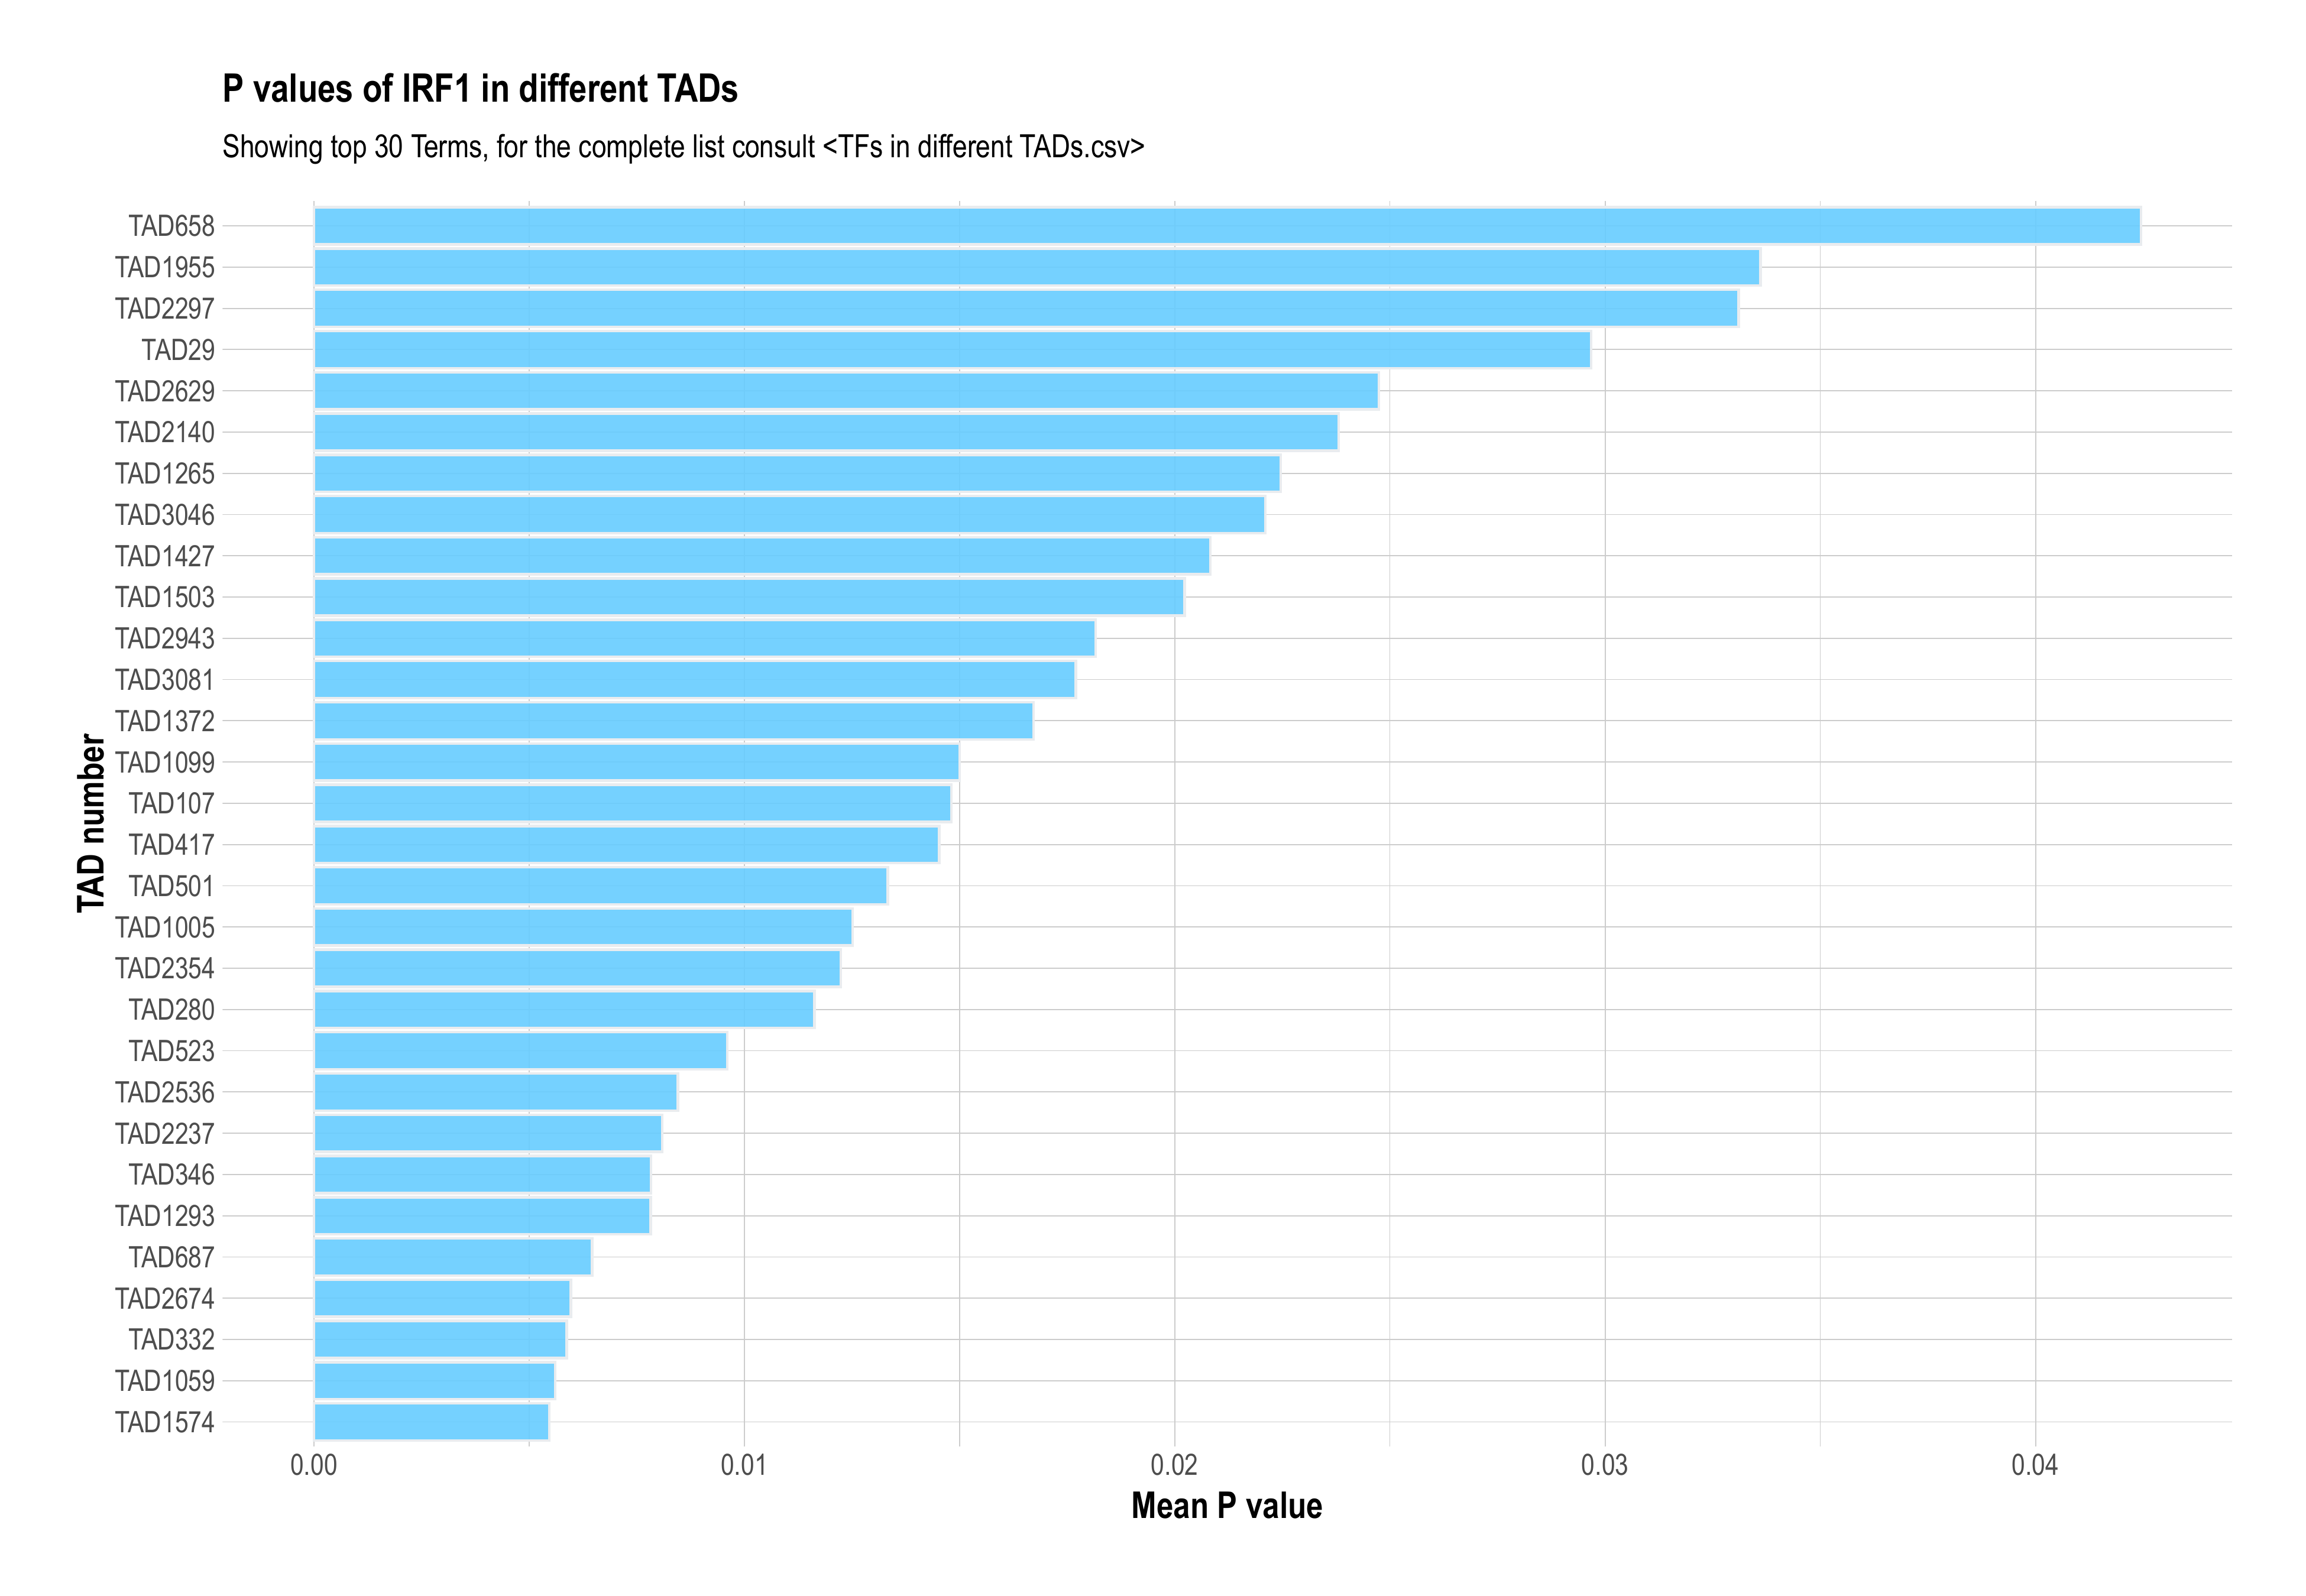 P values of IRF1 in different TADs
Showing top 30 Terms, for the complete list consult <TFs in different TADs.csv>
TAD number
TAD658
TAD1955
TAD2297
TAD29
TAD2629
TAD2140
TAD1265
TAD3046
TAD1427
TAD1503
TAD2943
TAD3081
TAD1372
TAD1099
TAD107
TAD417
TAD501
TAD1005
TAD2354
TAD280
TAD523
TAD2536
TAD2237
TAD346
TAD1293
TAD687
TAD2674
TAD332
TAD1059
TAD1574
0.00 0.01 0.02 0.03 0.04
Mean P value